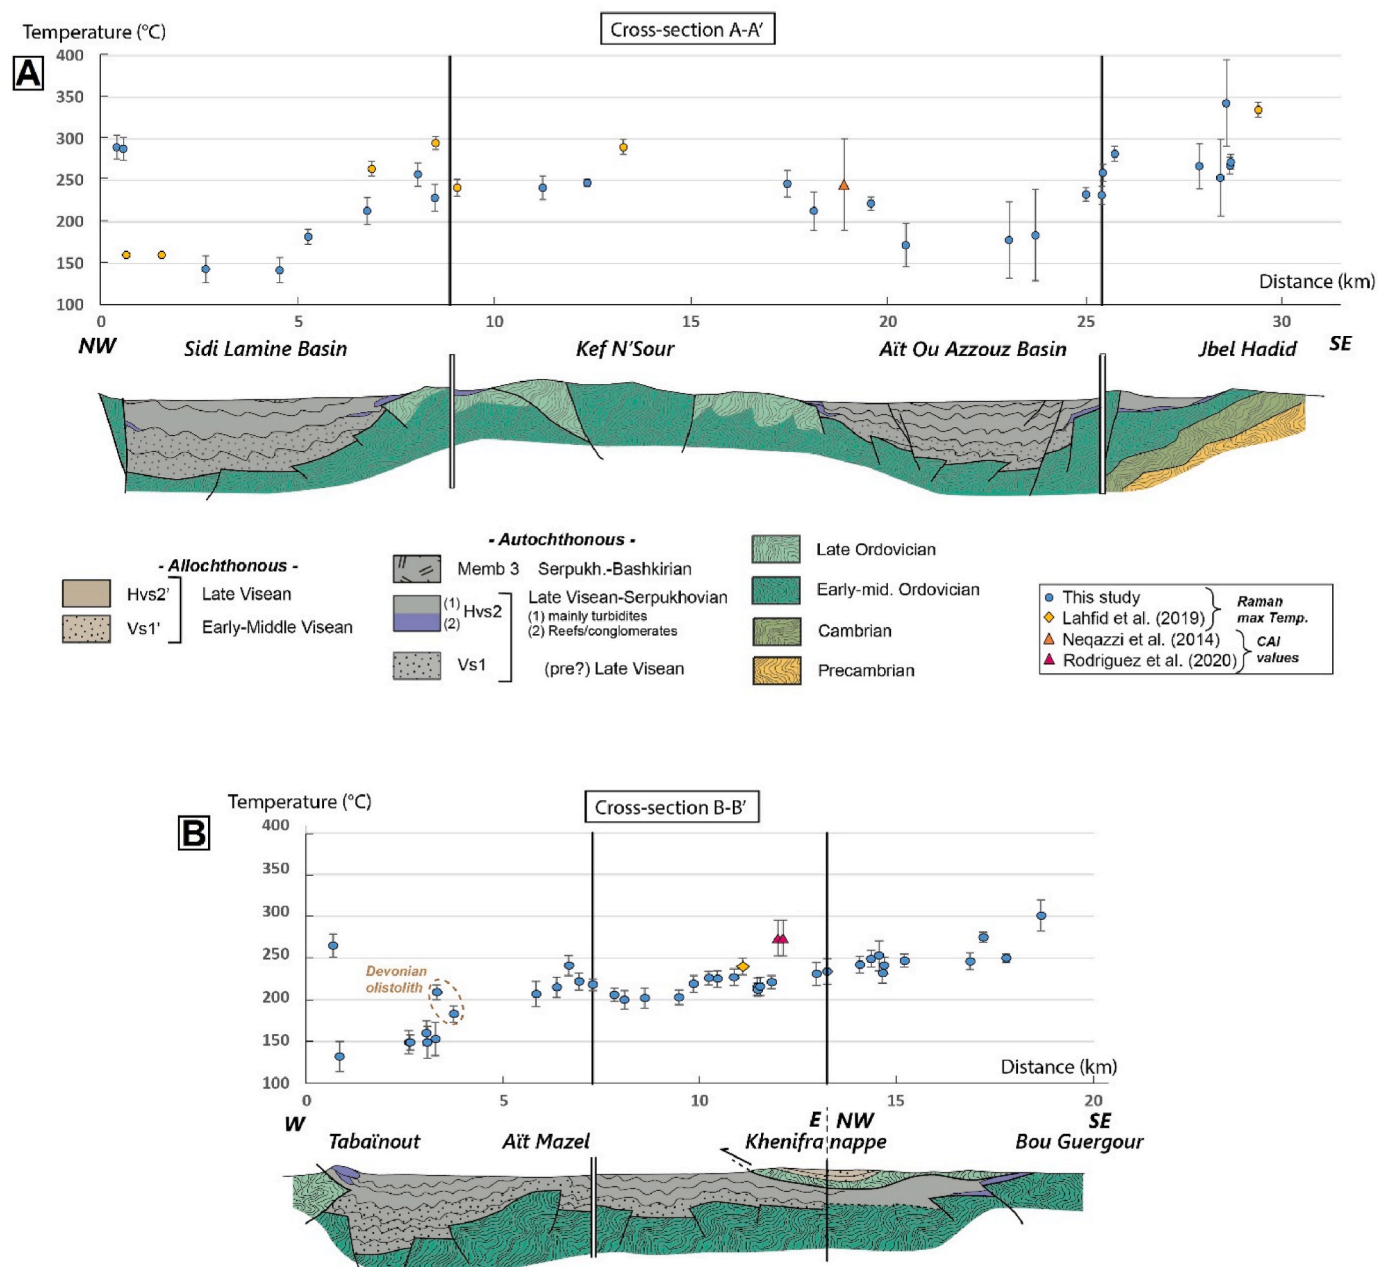 Cross-section A-A'
Temperature (°C)
A
400
350
300
250
200
150
100
Distance (km)
0 5 10 15 20 25 30
NW Sidi Lamine Basin Kef N'Sour Aït Ou Azzouz Basin Jbel Hadid SE
- Allochthonous -
Hvs2' Late Visean
Vs1' Early-Middle Visean
- Autochthonous -
Memb 3 Serpukh.-Bashkirian
(1) Hvs2 Late Visean-Serpukhovian
(2) (1) mainly turbidites
(2) Reefs/conglomerates
Vs1 (pre?) Late Visean
Late Ordovician
Early-mid. Ordovician
Cambrian
Precambrian
This study
Lahfid et al. (2019)
Raman
max Temp.
Neqazzi et al. (2014)
Rodriguez et al. (2020)
CAI
values
Cross-section B-B'
Temperature (°C)
B
400
350
300
250
200
150
100
Devonian
olistolith
Distance (km)
0 5 10 15 20
W E NW SE
Tabaïnout Aït Mazel Khenifra nappe Bou Guergour